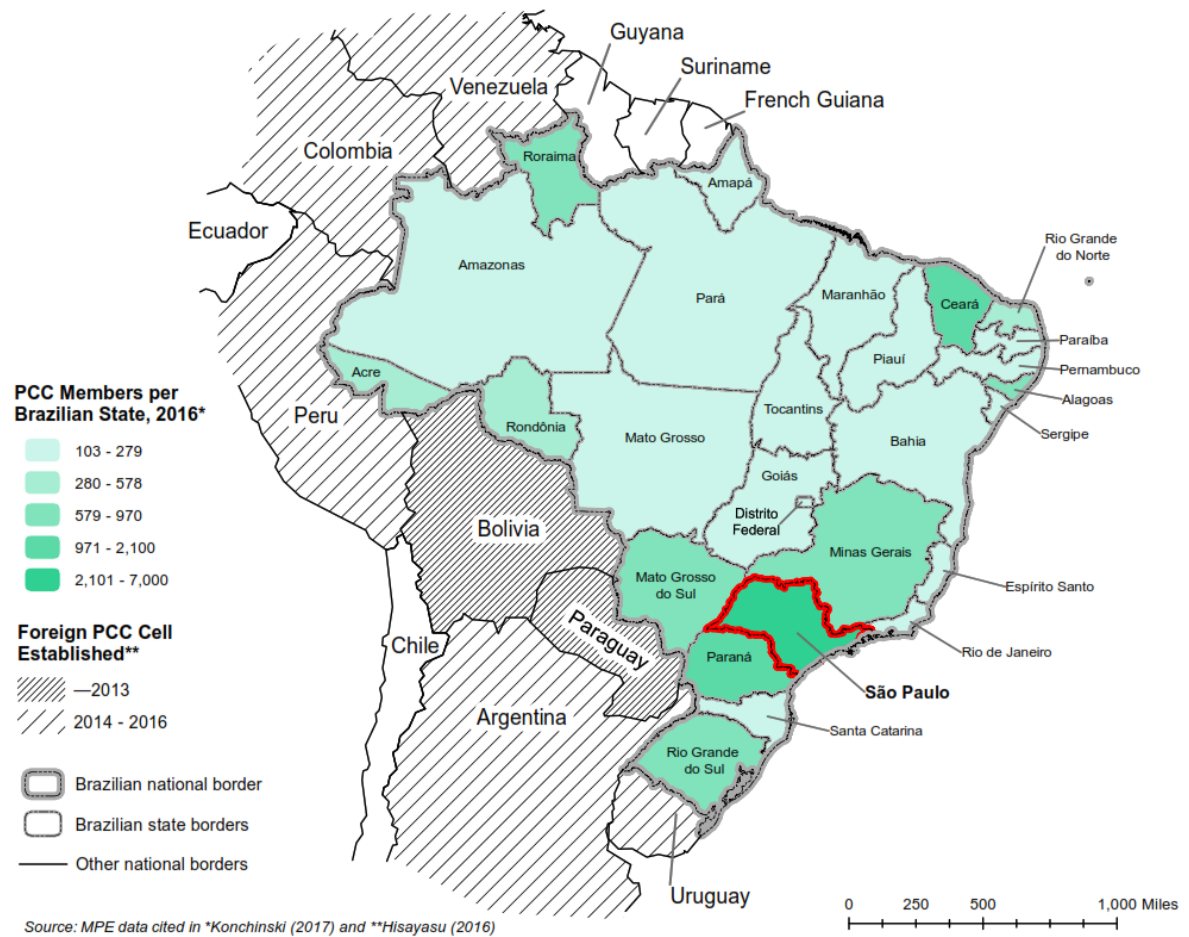 Guyana
Suriname
French Guiana
Venezuela
Colombia
Roraima
Amapá
Ecuador
Rio Grande
do Norte
Amazonas
Pará
Maranhão
Ceará
Paraíba
Piauí
Pernambuco
Acre
Alagoas
Peru
Rondônia
Mato Grosso
Tocantins
Bahia
Sergipe
Goiás
Distrito
Federal
Bolivia
Minas Gerais
Mato Grosso
do Sul
Espírito Santo
Paraguay
Chile
Paraná
Rio de Janeiro
São Paulo
Argentina
Santa Catarina
Rio Grande
do Sul
Uruguay
PCC Members per
Brazilian State, 2016*
103 - 279
280 - 578
579 - 970
971 - 2,100
2,101 - 7,000
Foreign PCC Cell
Established**
—2013
2014 - 2016
Brazilian national border
Brazilian state borders
Other national borders
0 250 500 1,000 Miles
Source: MPE data cited in *Konchinski (2017) and **Hisayasu (2016)